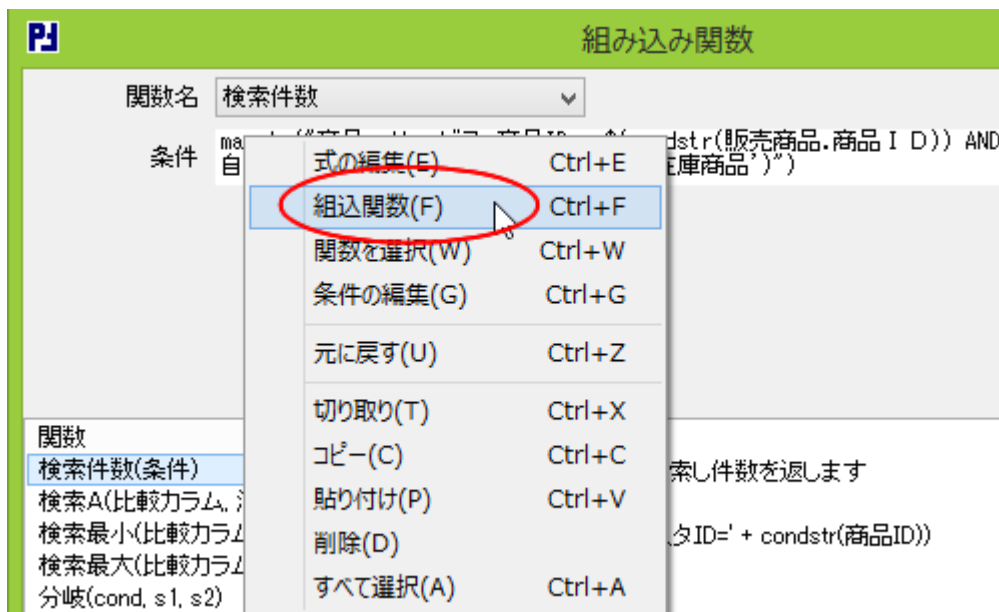 組み込み関数
関数名 検索件数
条件
dstr(販売商品.商品ＩＤ)) AND
自
庫商品')")
式の編集(E) Ctrl+E
組込関数(F) Ctrl+F
関数を選択(W) Ctrl+W
条件の編集(G) Ctrl+G
元に戻す(U) Ctrl+Z
切り取り(T) Ctrl+X
コピー(C) Ctrl+C
貼り付け(P) Ctrl+V
削除(D)
すべて選択(A) Ctrl+A
関数
検索件数(条件)
索し件数を返します
検索A(比較カラム,
検索最小(比較カ
タID=' + condstr(商品ID))
検索最大(比較カ
分岐(cond, s1, s2)